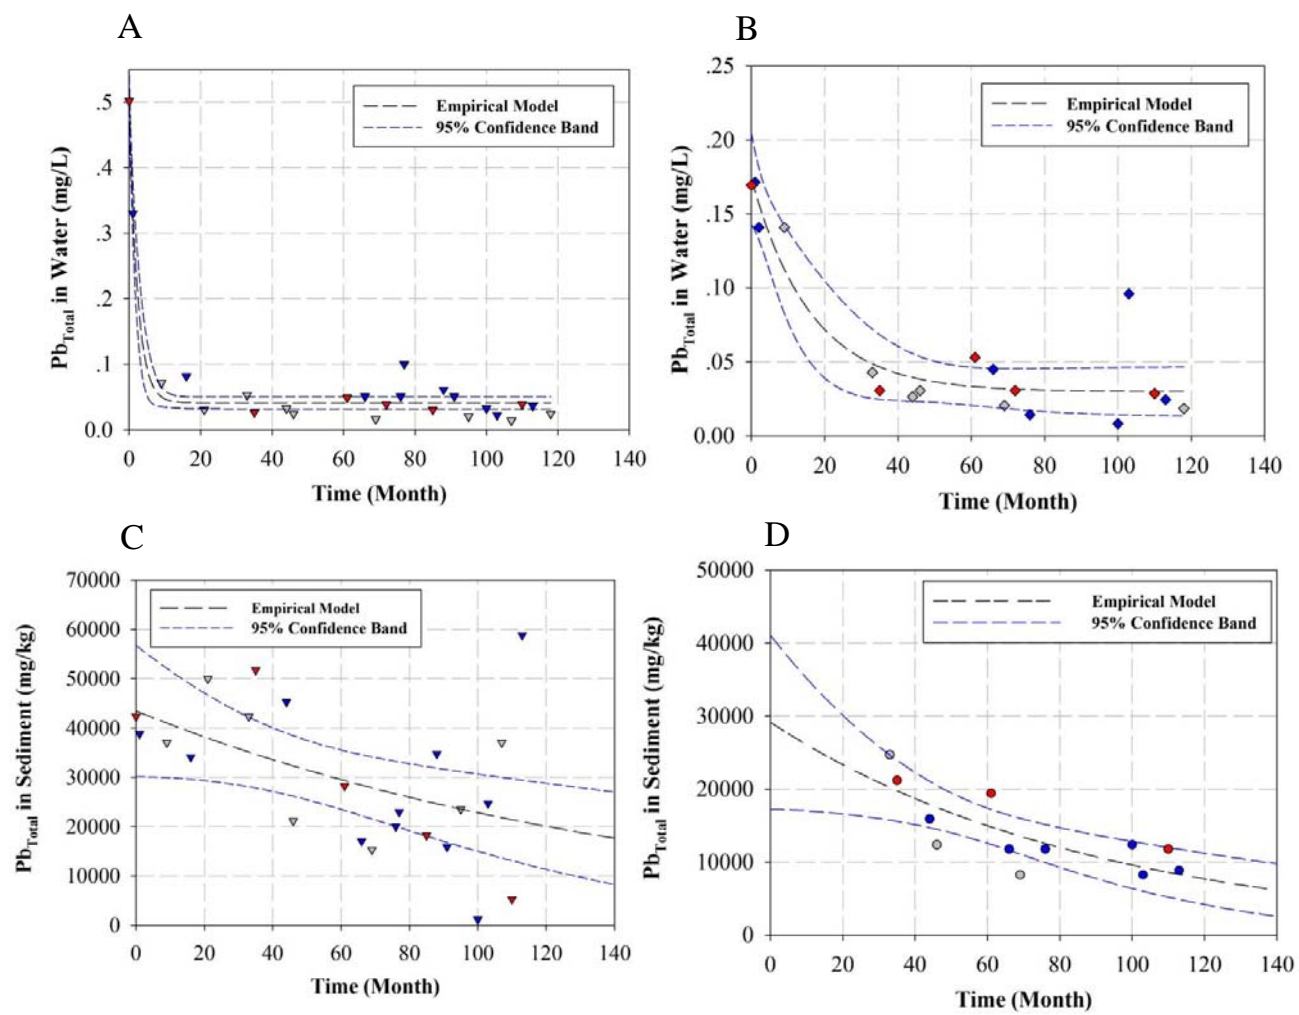 A
Pb_Total in Water (mg/L)
.5
.4
.3
.2
.1
0.0
Empirical Model
95% Confidence Band
0 20 40 60 80 100 120 140
Time (Month)
B
Pb_Total in Water (mg/L)
.25
.20
.15
.10
.05
0.00
Empirical Model
95% Confidence Band
0 20 40 60 80 100 120 140
Time (Month)
C
Pb_Total in Sediment (mg/kg)
70000
60000
50000
40000
30000
20000
10000
0
Empirical Model
95% Confidence Band
0 20 40 60 80 100 120 140
Time (Month)
D
Pb_Total in Sediment (mg/kg)
50000
40000
30000
20000
10000
0
Empirical Model
95% Confidence Band
0 20 40 60 80 100 120 140
Time (Month)